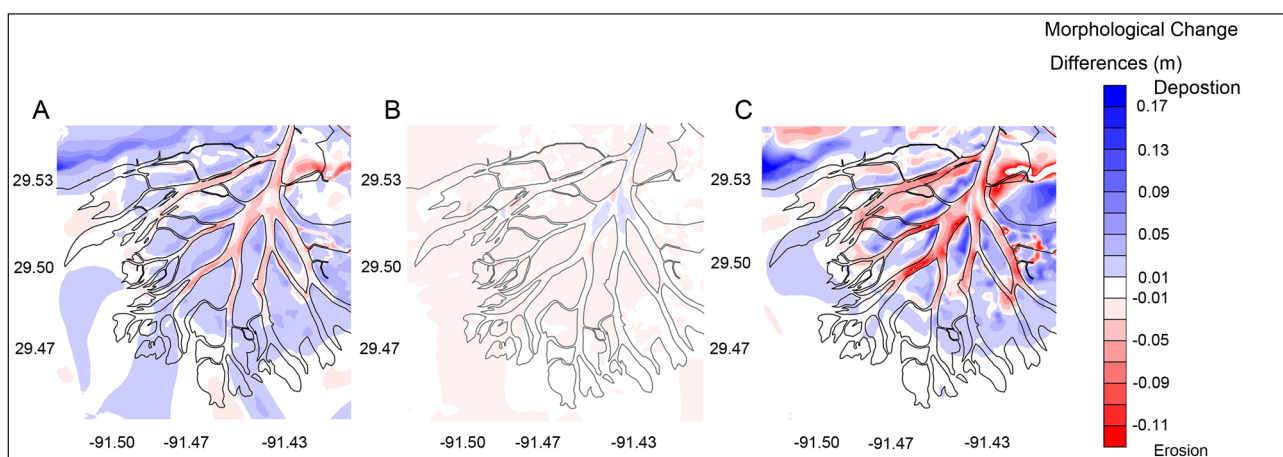 Morphological Change
Differences (m)
Depostion
A
B
C
0.17
0.13
0.09
0.05
0.01
-0.01
-0.05
-0.09
-0.11
Erosion
29.53
29.50
29.47
29.53
29.50
29.47
29.53
29.50
29.47
-91.50 -91.47 -91.43
-91.50 -91.47 -91.43
-91.50 -91.47 -91.43